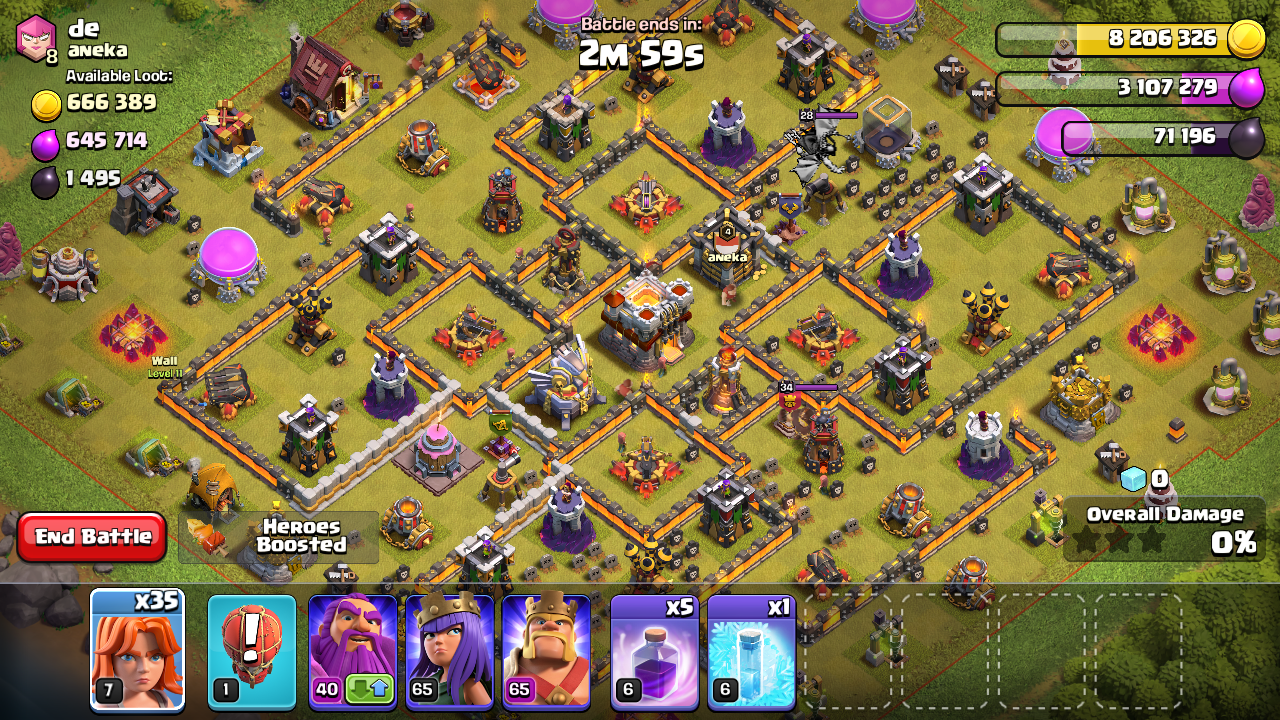 de
8
aneka
Available Loot:
666 389
645 714
1 495
Battle ends in:
2M 59s
8 206 326
3 107 279
71 196
28
4
aneka
Wall
Level 11
34
0
End Battle
Heroes
Boosted
Overall Damage
0%
x35
7
1
40
65
65
x5
6
x1
6